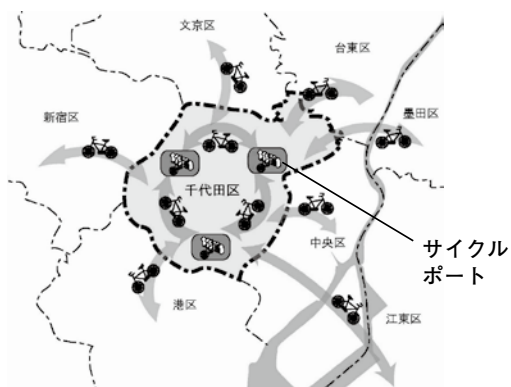 文京区
台東区
新宿区
墨田区
千代田区
中央区
サイクル
ポート
港区
江東区